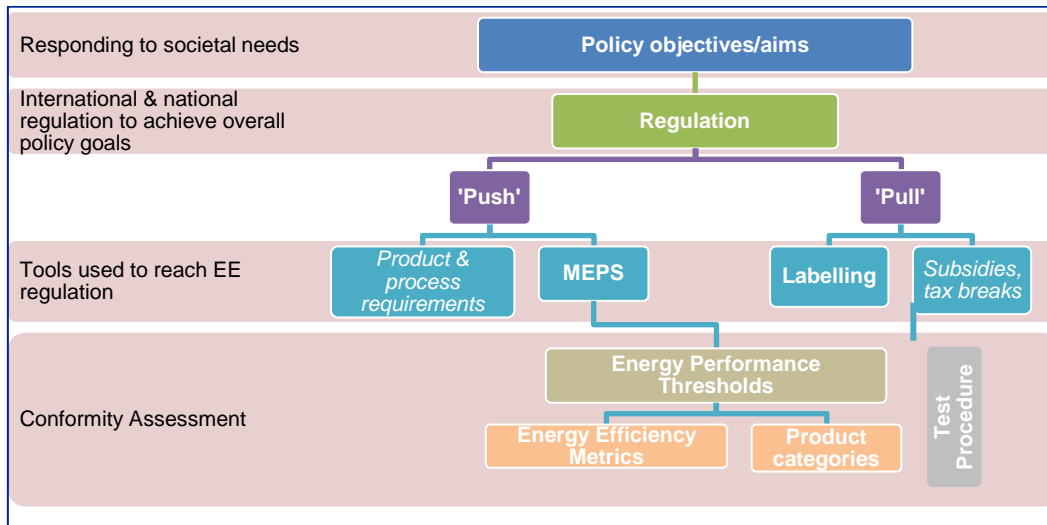 Responding to societal needs
Policy objectives/aims
International & national
regulation to achieve overall
policy goals
Regulation
'Push'
'Pull'
Tools used to reach EE
regulation
Product &
process
requirements
MEPS
Labelling
Subsidies,
tax breaks
Conformity Assessment
Energy Performance
Thresholds
Energy Efficiency
Metrics
Product
categories
Test
Procedure